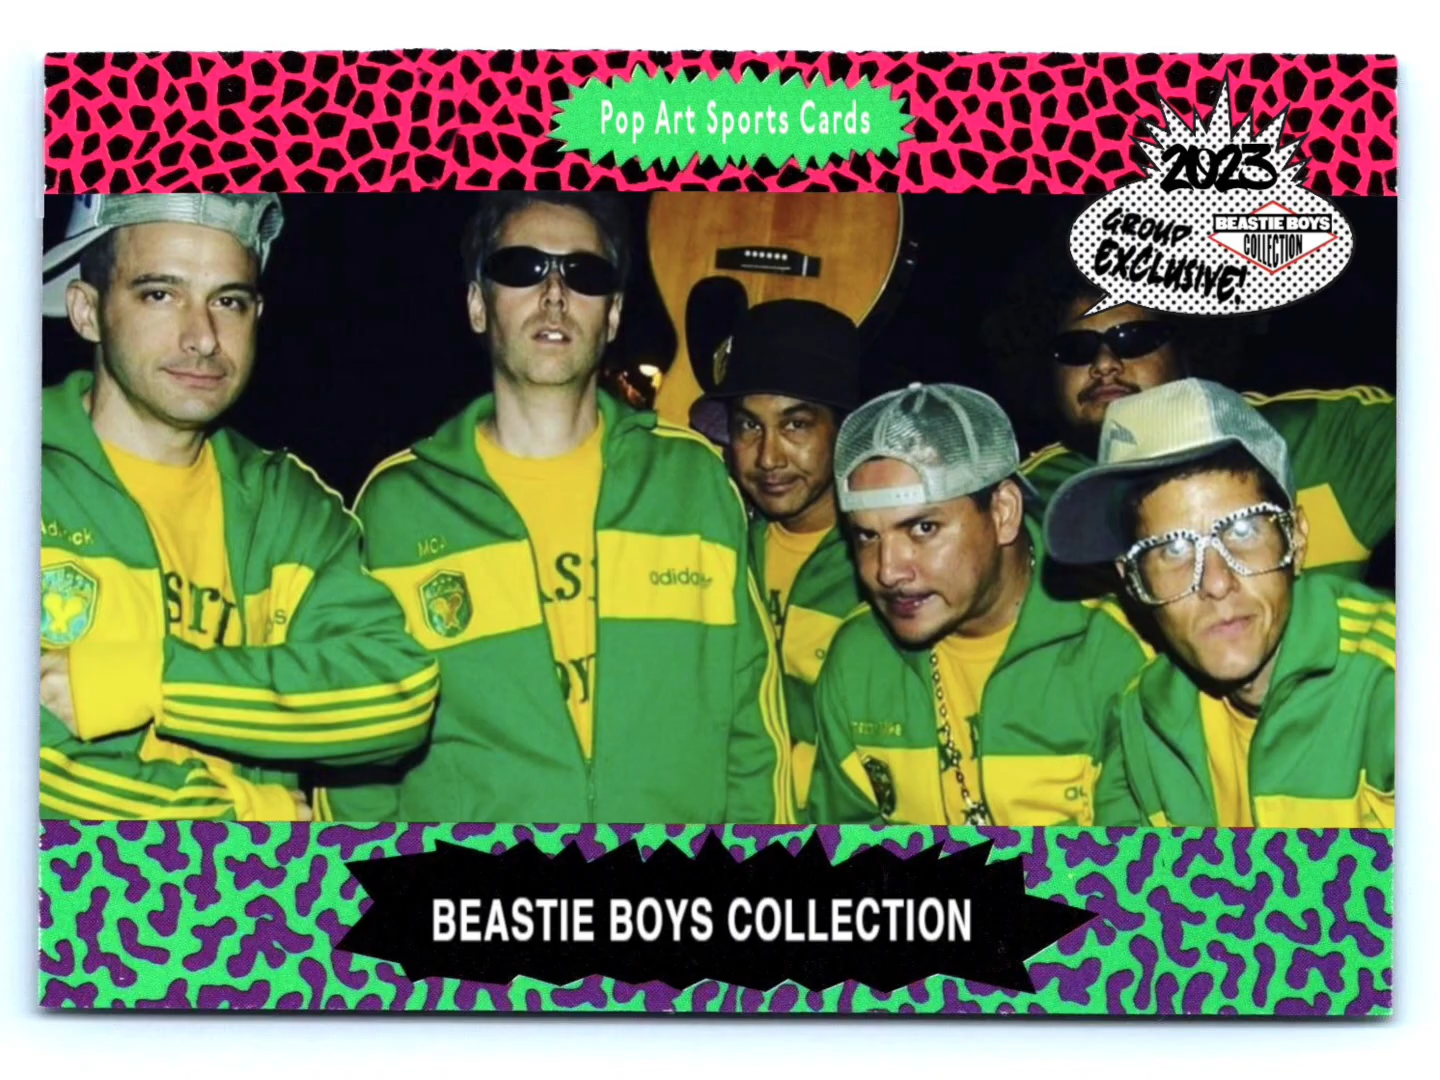 Pop Art Sports Cards
2023
GROUP
EXCLUSIVE!
BEASTIE BOYS
COLLECTION
MCA
adidas
BEASTIE BOYS COLLECTION